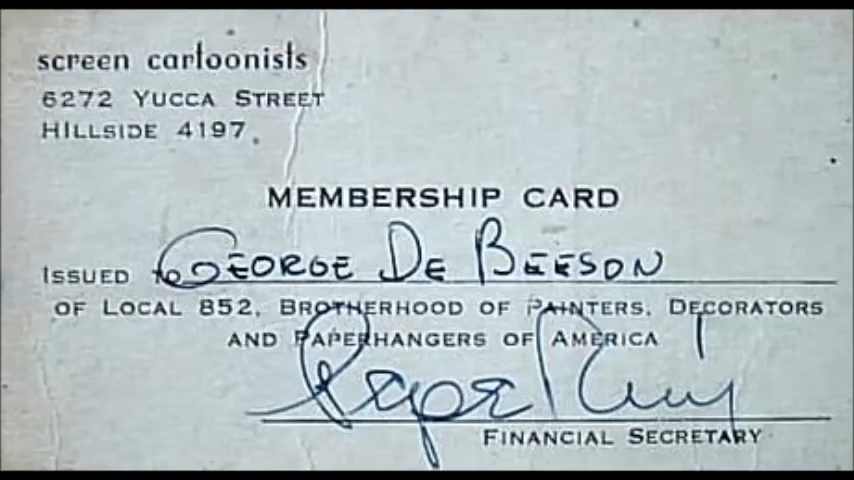 screen cartoonists
6272 YUCCA STREET
HILLSIDE 4197
MEMBERSHIP CARD
ISSUED to GEORGE DE BEESON
OF LOCAL 852, BROTHERHOOD OF PAINTERS, DECORATORS
AND PAPERHANGERS OF AMERICA
FINANCIAL SECRETARY